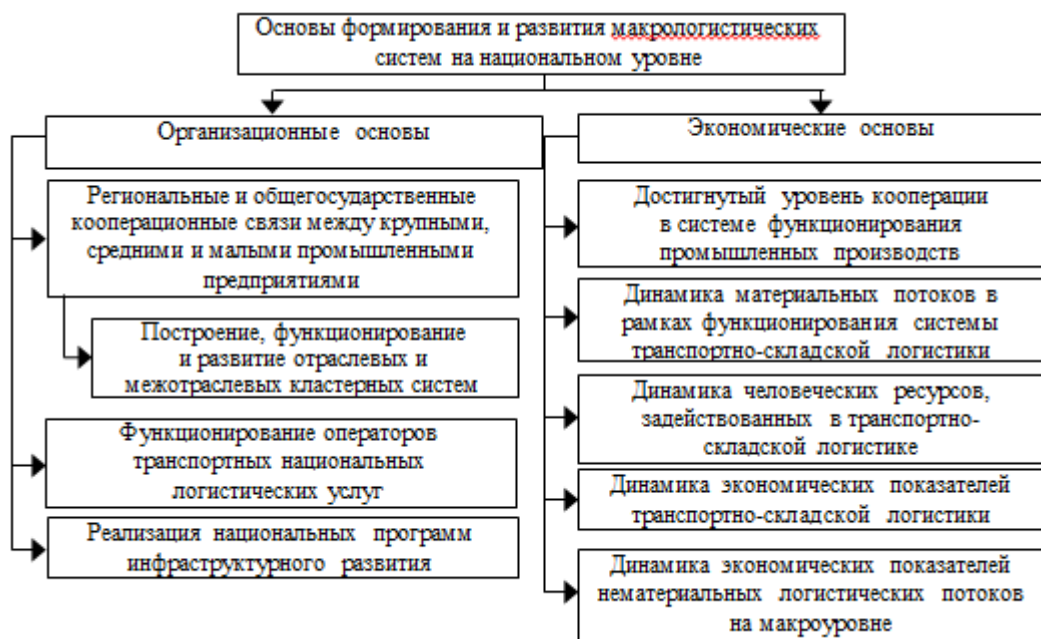 Основы формирования и развития макрологистических
систем на национальном уровне
Организационные основы
Экономические основы
Региональные и общегосударственные
кооперационные связи между крупными,
средними и малыми промышленными
предприятиями
Построение, функционирование
и развитие отраслевых и
межотраслевых кластерных систем
Функционирование операторов
транспортных национальных
логистических услуг
Реализация национальных программ
инфраструктурного развития
Достигнутый уровень кооперации
в системе функционирования
промышленных производств
Динамика материальных потоков в
рамках функционирования системы
транспортно-складской логистики
Динамика человеческих ресурсов,
задействованных в транспортно-
складской логистике
Динамика экономических показателей
транспортно-складской логистики
Динамика экономических показателей
нематериальных логистических потоков
на макроуровне